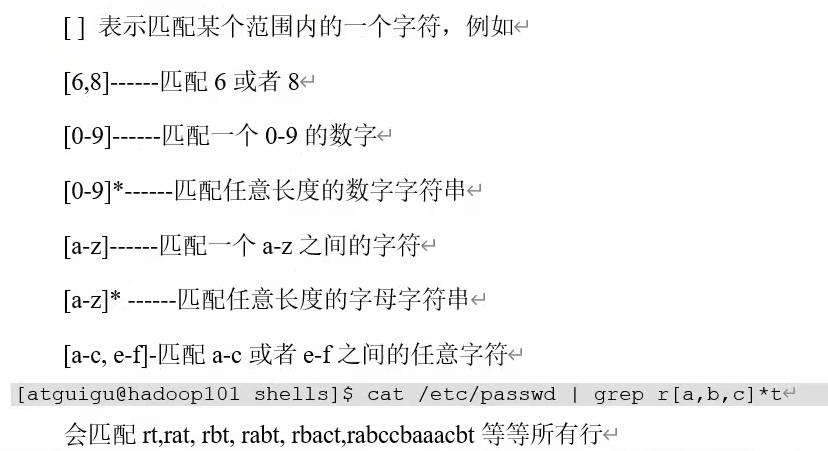 [ ] 表示匹配某个范围内的一个字符，例如↵
[6,8]------匹配 6 或者 8↵
[0-9]------匹配一个 0-9 的数字↵
[0-9]*------匹配任意长度的数字字符串↵
[a-z]------匹配一个 a-z 之间的字符↵
[a-z]* ------匹配任意长度的字母字符串↵
[a-c, e-f]-匹配 a-c 或者 e-f 之间的任意字符↵
[atguigu@hadoop101 shells]$ cat /etc/passwd | grep r[a,b,c]*t↵
会匹配 rt,rat, rbt, rabt, rbact,rabccbaaacbt 等等所有行↵